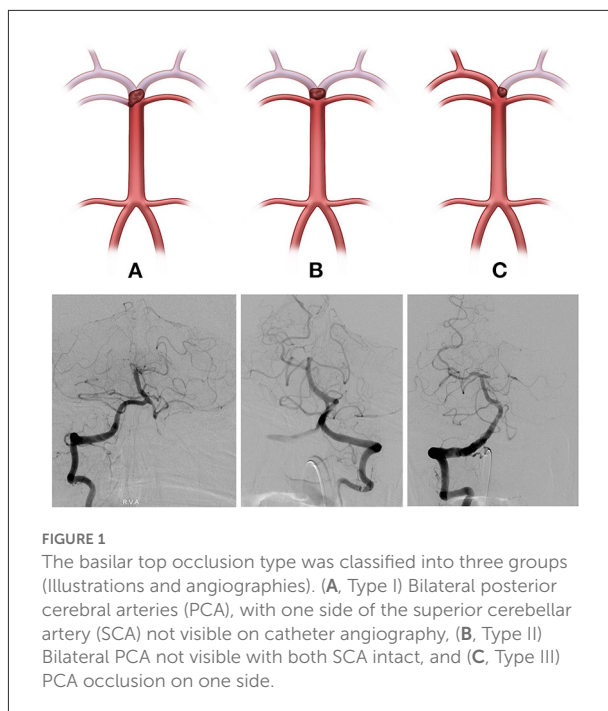 A B C
R.V.A
FIGURE 1
The basilar top occlusion type was classified into three groups
(Illustrations and angiographies). (A, Type I) Bilateral posterior
cerebral arteries (PCA), with one side of the superior cerebellar
artery (SCA) not visible on catheter angiography, (B, Type II)
Bilateral PCA not visible with both SCA intact, and (C, Type III)
PCA occlusion on one side.